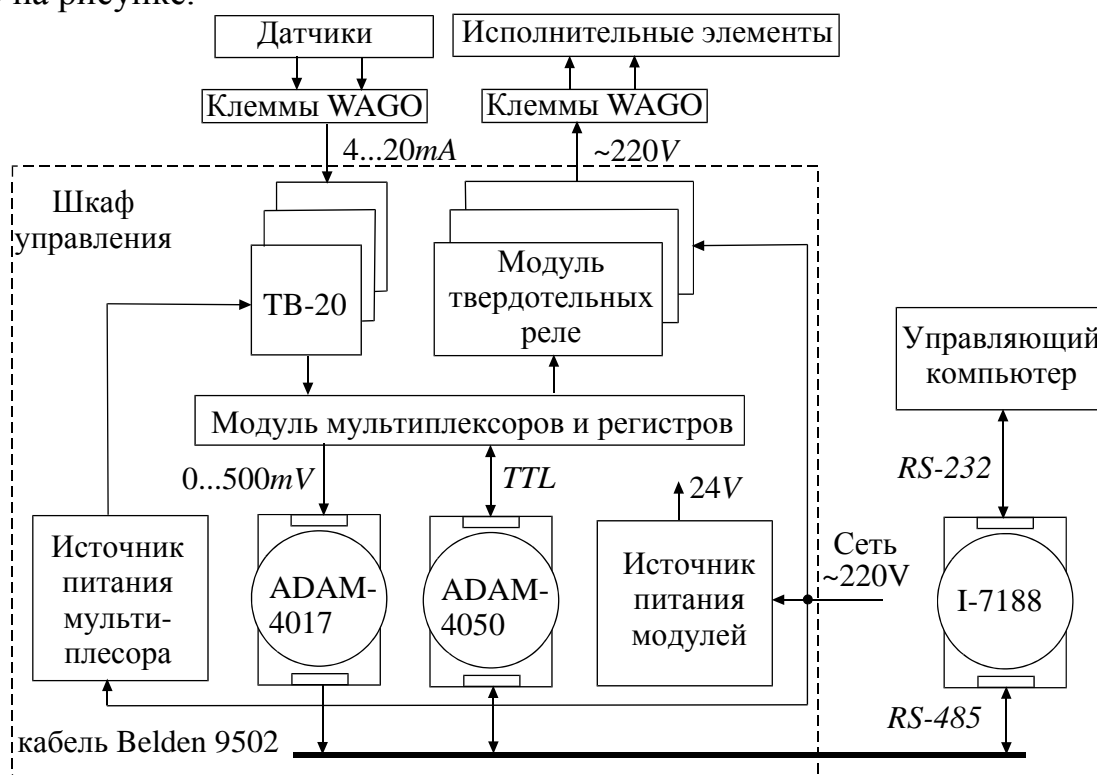 на рисунке.
Датчики
Исполнительные элементы
Клеммы WAGO
Клеммы WAGO
4...20mA
~220V
Шкаф
управления
ТВ-20
Модуль
твердотельных
реле
Управляющий
компьютер
Модуль мультиплексоров и регистров
RS-232
0...500mV
TTL
24V
Источник
питания
мульти-
плесора
ADAM-
4017
ADAM-
4050
Источник
питания
модулей
Сеть
~220V
I-7188
RS-485
кабель Belden 9502